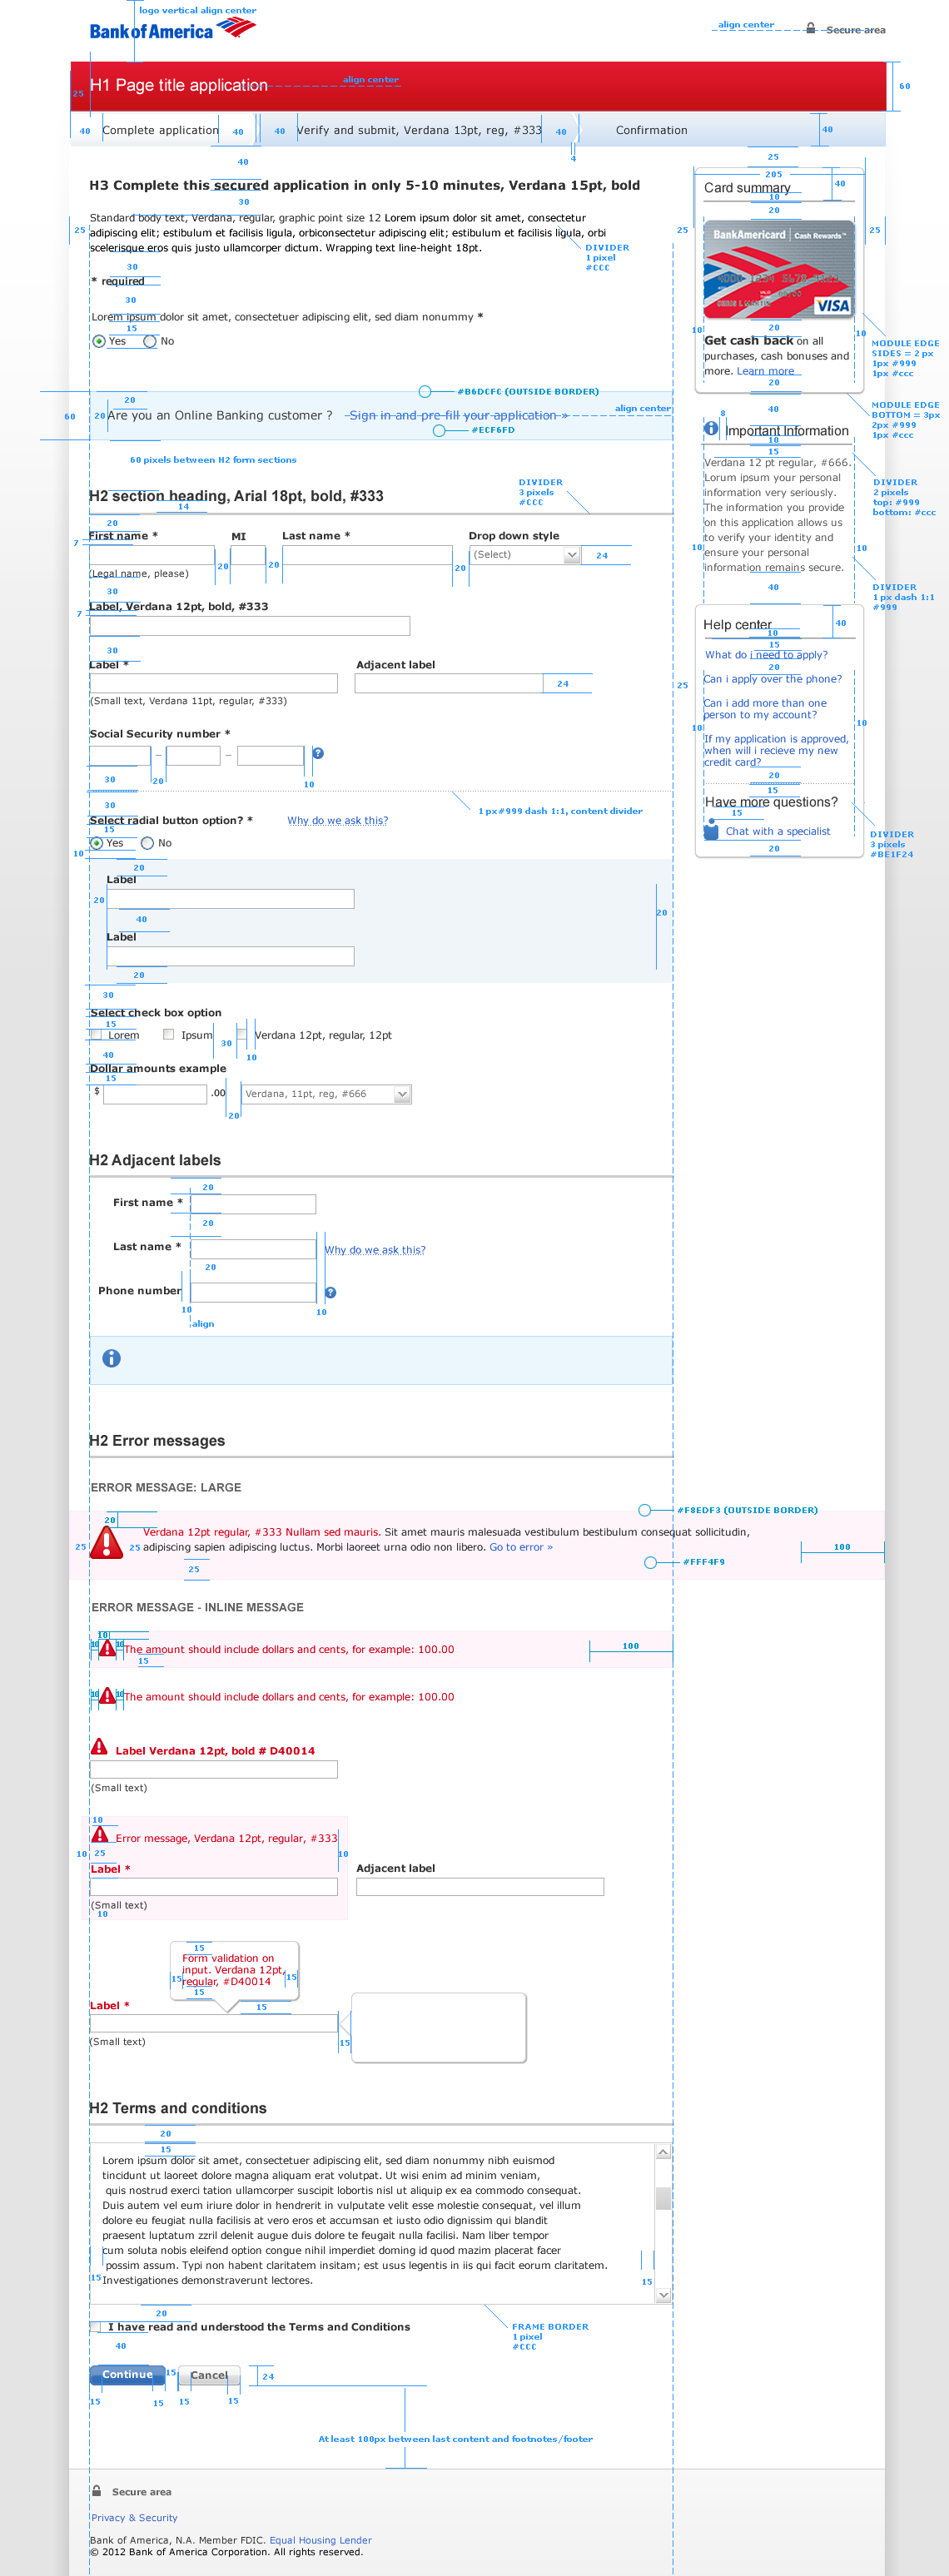 logo vertical align center
Bank of America
align center
Secure area
H1 Page title application
align center
25
60
40
Complete application
40
40
Verify and submit, Verdana 13pt, reg, #333
40
Confirmation
40
4
40
25
205
H3 Complete this secured application in only 5-10 minutes, Verdana 15pt, bold
Card summary
40
10
30
20
Standard body text, Verdana, regular, graphic point size 12 Lorem ipsum dolor sit amet, consectetur
adipiscing elit; estibulum et facilisis ligula, orbiconsectetur adipiscing elit; estibulum et facilisis ligula, orbi
scelerisque eros quis justo ullamcorper dictum. Wrapping text line-height 18pt.
25
25
25
DIVIDER
1 pixel
#CCC
BankAmericard
Cash Rewards™
VISA
30
* required
30
Lorem ipsum dolor sit amet, consectetuer adipiscing elit, sed diam nonummy *
15
Yes
No
10
20
10
Get cash back on all
purchases, cash bonuses and
more. Learn more
20
MODULE EDGE
SIDES = 2 px
1px #999
1px #ccc
#B6DCFC (OUTSIDE BORDER)
20
60
20
Are you an Online Banking customer ?
Sign in and pre-fill your application »
align center
#ECF6FD
MODULE EDGE
BOTTOM = 3px
2px #999
1px #ccc
40
8
Important Information
10
15
60 pixels between H2 form sections
Verdana 12 pt regular, #666.
Lorum ipsum your personal
information very seriously.
The information you provide
on this application allows us
to verify your identity and
ensure your personal
information remains secure.
DIVIDER
2 pixels
top: #999
bottom: #ccc
DIVIDER
3 pixels
#CCC
H2 section heading, Arial 18pt, bold, #333
14
20
7
First name *
MI
Last name *
Drop down style
(Select)
24
20
20
20
(Legal name, please)
10
10
40
DIVIDER
1 px dash 1:1
#999
30
7
Label, Verdana 12pt, bold, #333
30
Label *
Adjacent label
24
(Small text, Verdana 11pt, regular, #333)
Help center
40
10
15
What do i need to apply?
20
Can i apply over the phone?
Can i add more than one
person to my account?
If my application is approved,
when will i recieve my new
credit card?
25
10
10
20
15
Have more questions?
15
Chat with a specialist
20
DIVIDER
3 pixels
#BE1F24
Social Security number *
–
–
30
20
10
30
1 px #999 dash 1:1, content divider
Select radial button option? *
Why do we ask this?
15
Yes
No
10
20
Label
20
20
40
Label
20
30
Select check box option
15
Lorem
Ipsum
30
Verdana 12pt, regular, 12pt
10
40
Dollar amounts example
15
$
.00
Verdana, 11pt, reg, #666
20
H2 Adjacent labels
20
First name *
20
Last name *
Why do we ask this?
20
Phone number
10
10
align
H2 Error messages
ERROR MESSAGE: LARGE
#F8EDF3 (OUTSIDE BORDER)
20
25
25
Verdana 12pt regular, #333 Nullam sed mauris. Sit amet mauris malesuada vestibulum bestibulum consequat sollicitudin,
adipiscing sapien adipiscing luctus. Morbi laoreet urna odio non libero. Go to error »
25
#FFF4F9
100
ERROR MESSAGE - INLINE MESSAGE
10
10
10
The amount should include dollars and cents, for example: 100.00
15
100
10
10
The amount should include dollars and cents, for example: 100.00
Label Verdana 12pt, bold # D40014
(Small text)
10
Error message, Verdana 12pt, regular, #333
10
25
10
Label *
Adjacent label
(Small text)
10
15
Form validation on
input. Verdana 12pt,
regular, #D40014
15
15
15
Label *
15
(Small text)
15
H2 Terms and conditions
20
15
Lorem ipsum dolor sit amet, consectetuer adipiscing elit, sed diam nonummy nibh euismod
tincidunt ut laoreet dolore magna aliquam erat volutpat. Ut wisi enim ad minim veniam,
quis nostrud exerci tation ullamcorper suscipit lobortis nisl ut aliquip ex ea commodo consequat.
Duis autem vel eum iriure dolor in hendrerit in vulputate velit esse molestie consequat, vel illum
dolore eu feugiat nulla facilisis at vero eros et accumsan et iusto odio dignissim qui blandit
praesent luptatum zzril delenit augue duis dolore te feugait nulla facilisi. Nam liber tempor
cum soluta nobis eleifend option congue nihil imperdiet doming id quod mazim placerat facer
possim assum. Typi non habent claritatem insitam; est usus legentis in iis qui facit eorum claritatem.
Investigationes demonstraverunt lectores.
15
15
20
I have read and understood the Terms and Conditions
FRAME BORDER
1 pixel
#CCC
40
Continue
15
Cancel
24
15
15
15
15
At least 100px between last content and footnotes/footer
Secure area
Privacy & Security
Bank of America, N.A. Member FDIC. Equal Housing Lender
© 2012 Bank of America Corporation. All rights reserved.